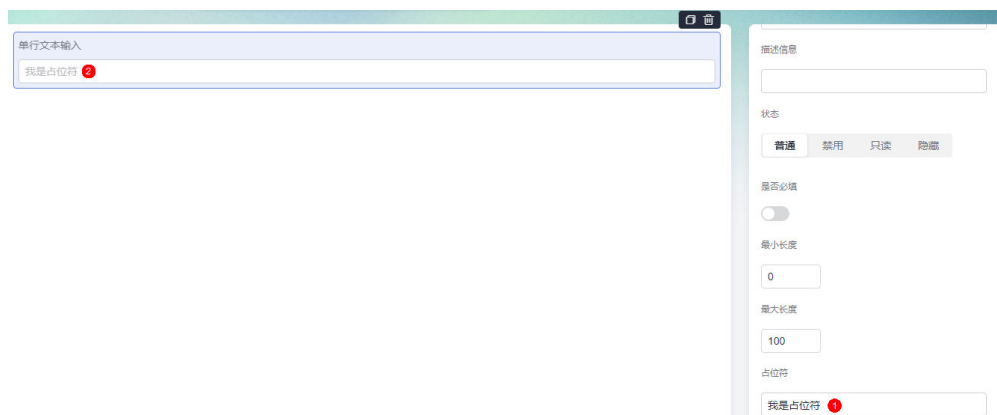 单行文本输入
我是占位符 2
描述信息
状态
普通 禁用 只读 隐藏
是否必填
最小长度
0
最大长度
100
占位符
我是占位符 1